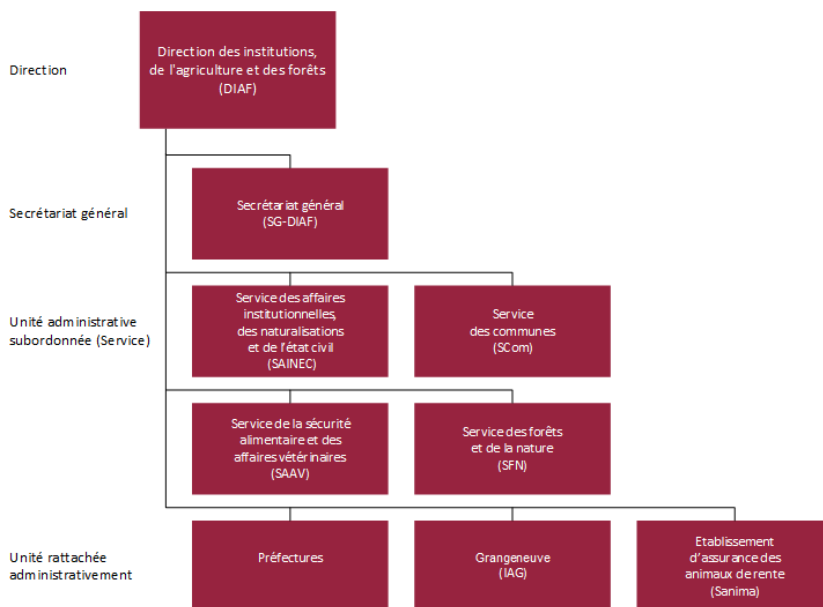 Direction
Direction des institutions,
de l'agriculture et des forêts
(DIAF)
Secrétariat général
Secrétariat général
(SG-DIAF)
Unité administrative
subordonnée (Service)
Service des affaires
institutionnelles,
des naturalisations
et de l'état civil
(SAINEC)
Service
des communes
(SCom)
Service de la sécurité
alimentaire et des
affaires vétérinaires
(SAAV)
Service des forêts
et de la nature
(SFN)
Unité rattachée
administrativement
Préfectures
Grangeneuve
(IAG)
Etablissement
d'assurance des
animaux de rente
(Sanima)